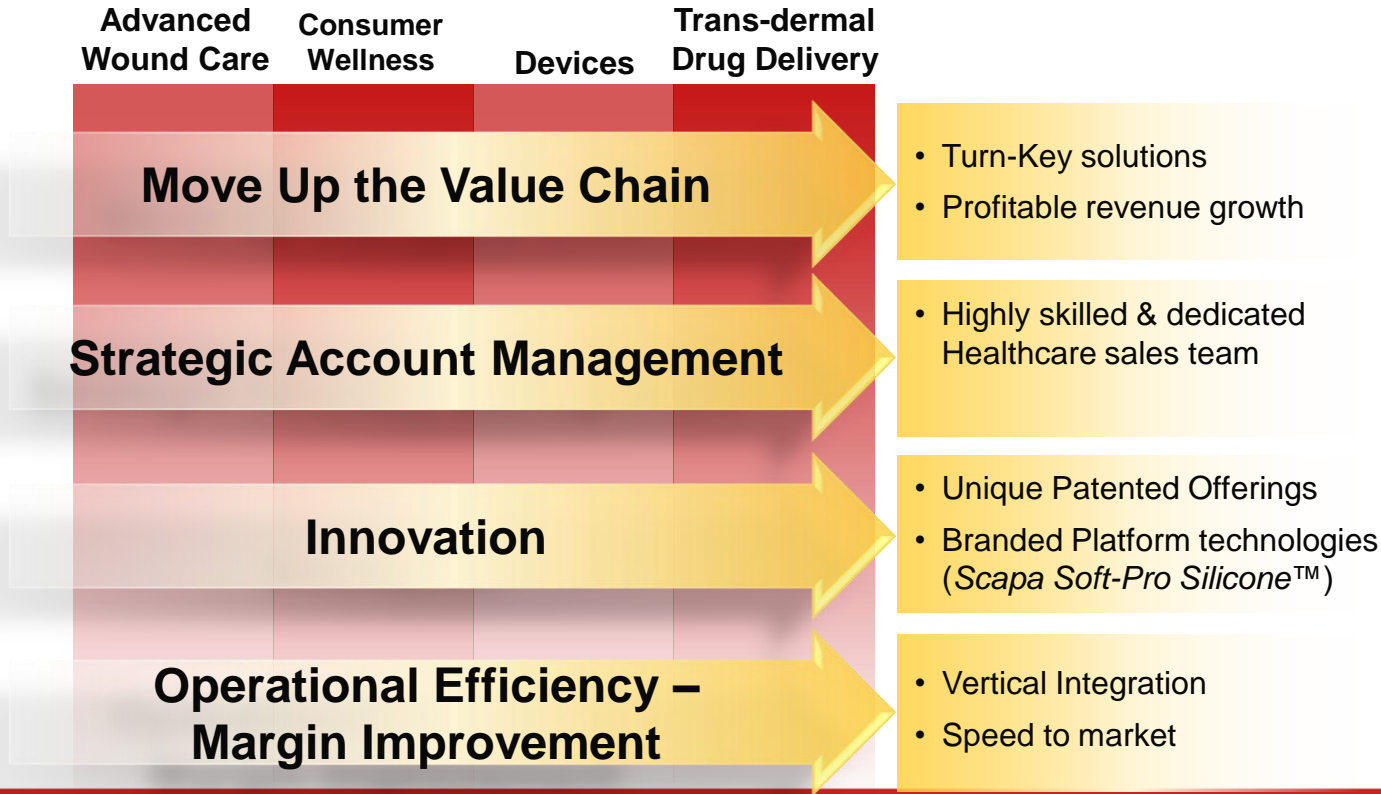 Advanced
Wound Care
Consumer
Wellness
Devices
Trans-dermal
Drug Delivery
Move Up the Value Chain
• Turn-Key solutions
• Profitable revenue growth
Strategic Account Management
• Highly skilled & dedicated
Healthcare sales team
Innovation
• Unique Patented Offerings
• Branded Platform technologies
(Scapa Soft-Pro Silicone™)
Operational Efficiency –
Margin Improvement
• Vertical Integration
• Speed to market